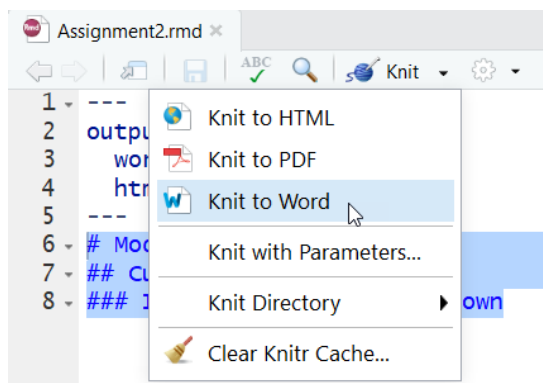 Assignment2.rmd
ABC
Knit
1 ---
2 outpu
3 wor
4 htm
5 ---
6 # Mod
7 ## Cu
8 ### I own
Knit to HTML
Knit to PDF
Knit to Word
Knit with Parameters...
Knit Directory
Clear Knitr Cache...